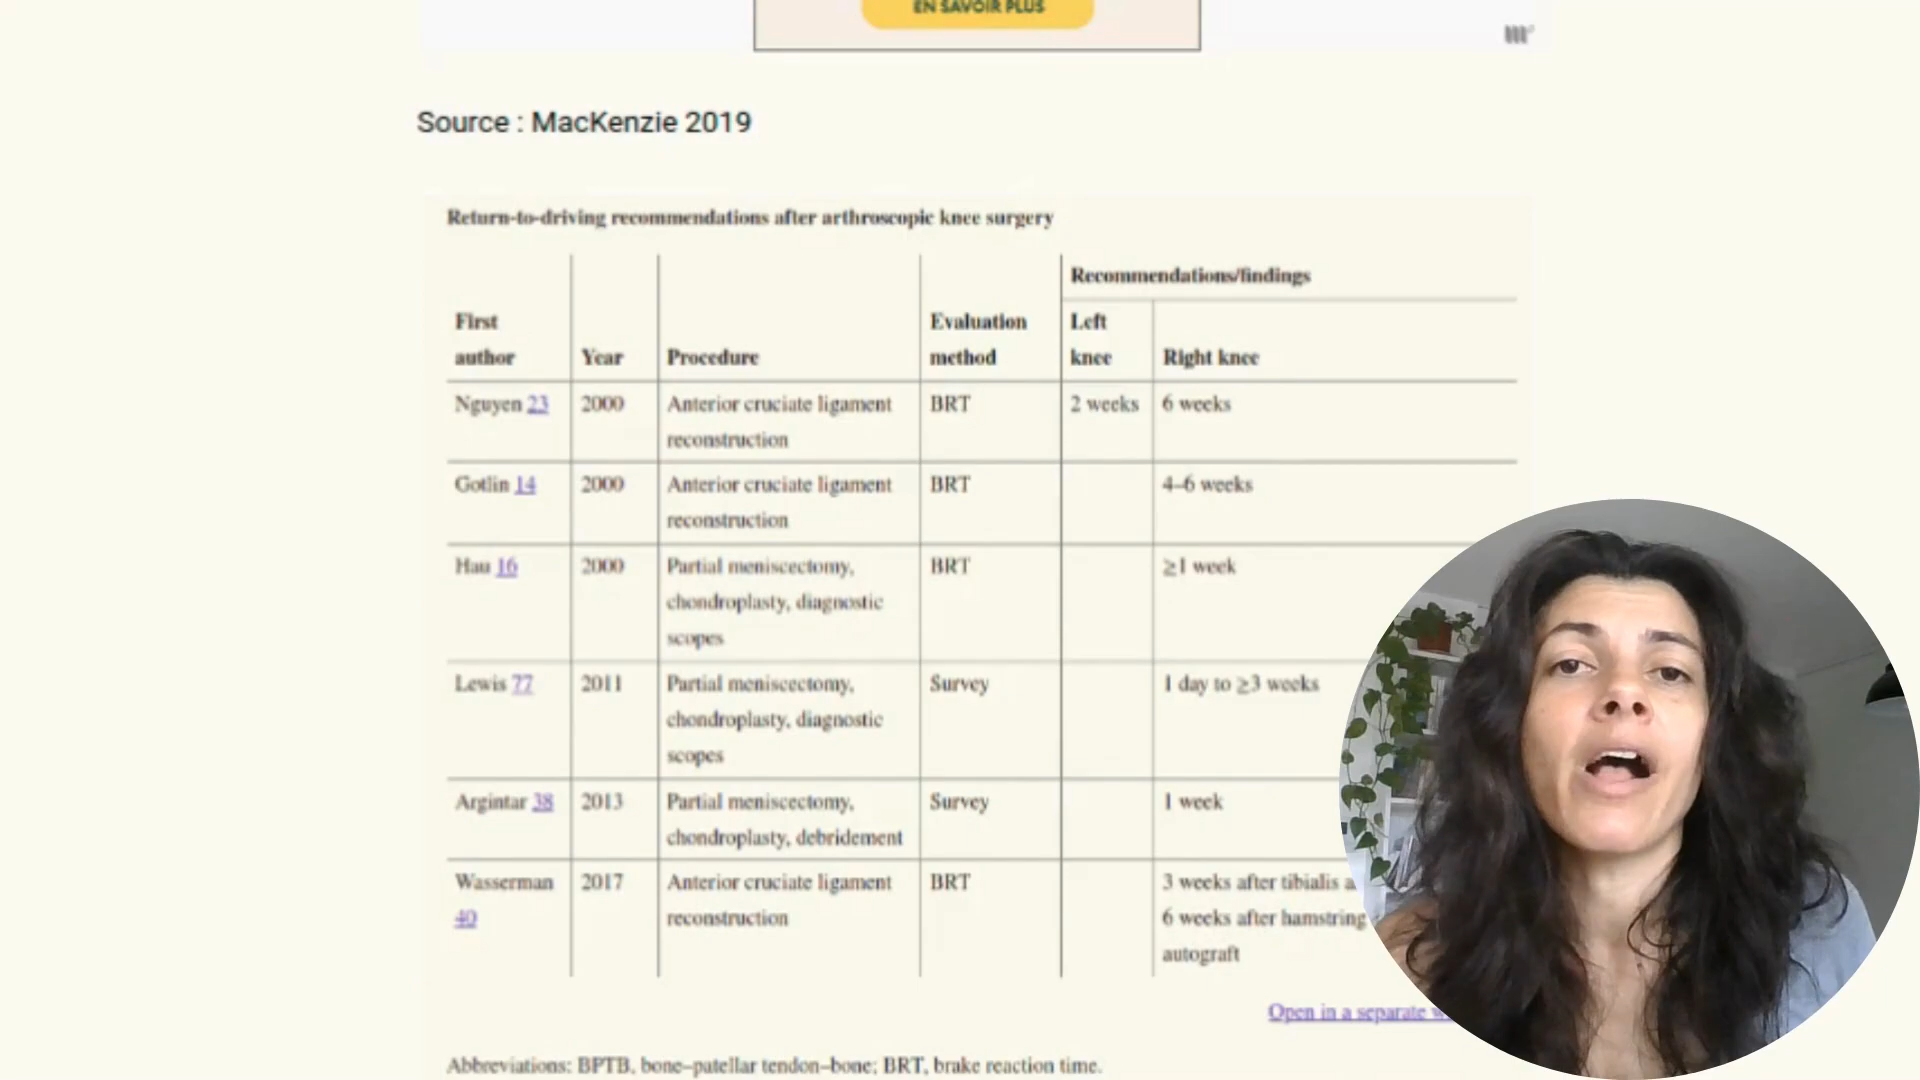 EN SAVOIR PLUS
Source : MacKenzie 2019
Return-to-driving recommendations after arthroscopic knee surgery
Recommendations/findings
First author Year Procedure Evaluation method Left knee Right knee
Nguyen 23 2000 Anterior cruciate ligament reconstruction BRT 2 weeks 6 weeks
Gotlin 14 2000 Anterior cruciate ligament reconstruction BRT 4–6 weeks
Hau 16 2000 Partial meniscectomy, chondroplasty, diagnostic scopes BRT ≥1 week
Lewis 77 2011 Partial meniscectomy, chondroplasty, diagnostic scopes Survey 1 day to ≥3 weeks
Argintar 38 2013 Partial meniscectomy, chondroplasty, debridement Survey 1 week
Wasserman 40 2017 Anterior cruciate ligament reconstruction BRT 3 weeks after tibialis 6 weeks after hamstring autograft
Open in a separate
Abbreviations: BPTB, bone–patellar tendon–bone; BRT, brake reaction time.